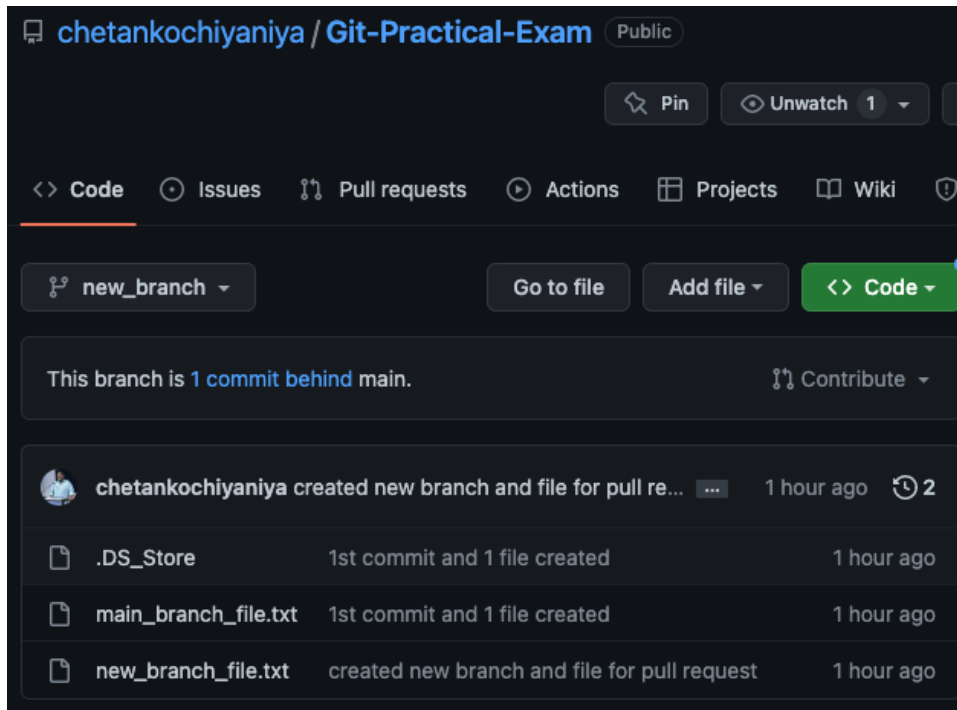 chetankochiyaniya / Git-Practical-Exam Public
Pin Unwatch 1
<> Code Issues Pull requests Actions Projects Wiki
new_branch Go to file Add file <> Code
This branch is 1 commit behind main. Contribute
chetankochiyaniya created new branch and file for pull re... ... 1 hour ago 2
.DS_Store 1st commit and 1 file created 1 hour ago
main_branch_file.txt 1st commit and 1 file created 1 hour ago
new_branch_file.txt created new branch and file for pull request 1 hour ago